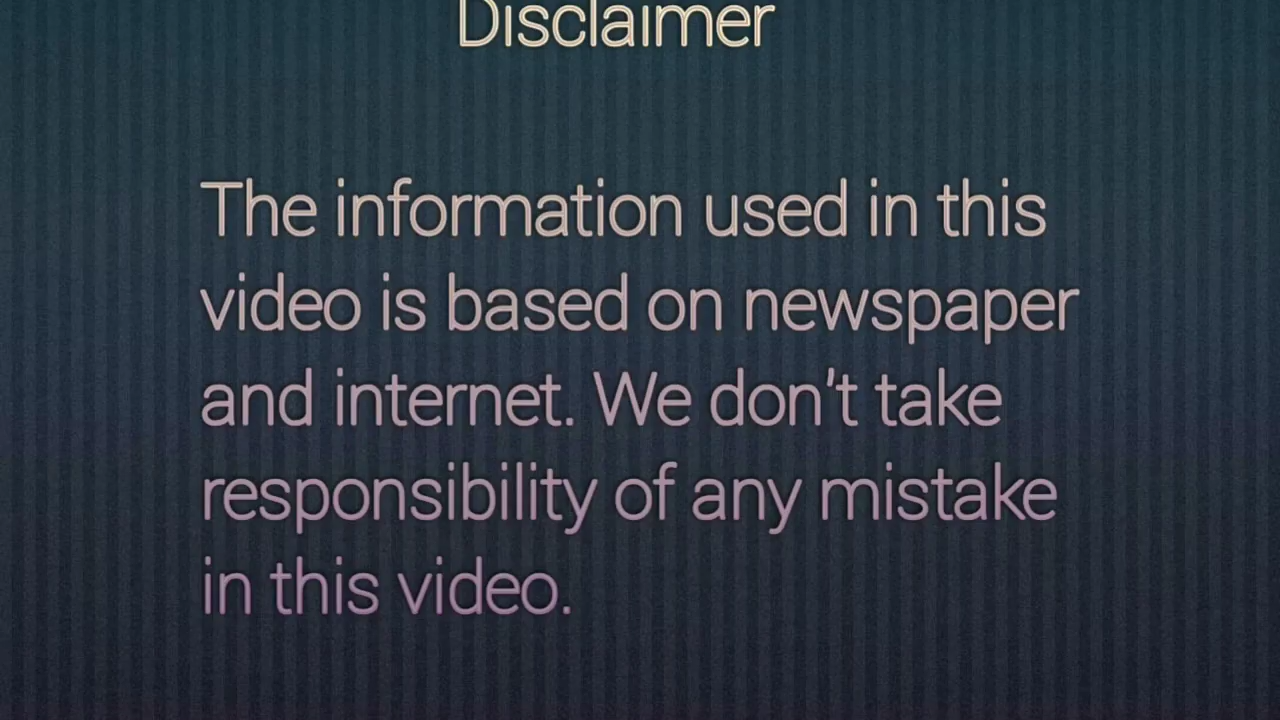 Disclaimer
The information used in this
video is based on newspaper
and internet. We don't take
responsibility of any mistake
in this video.